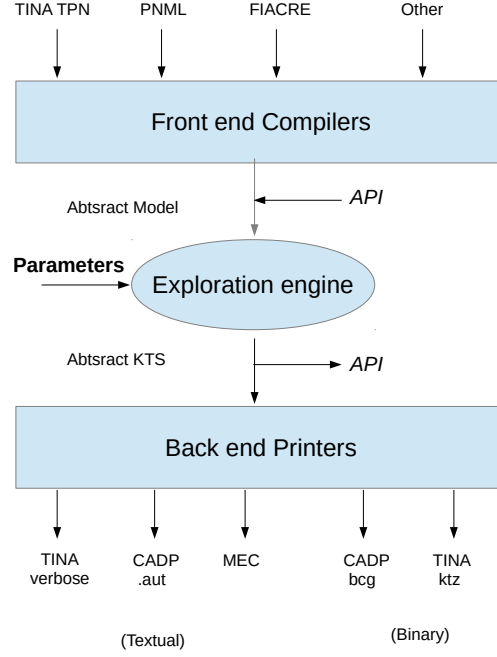 TINA TPN PNML FIACRE Other
Front end Compilers
Abtsract Model
API
Parameters
Exploration engine
Abtsract KTS
API
Back end Printers
TINA verbose
CADP .aut
MEC
CADP bcg
TINA ktz
(Textual)
(Binary)